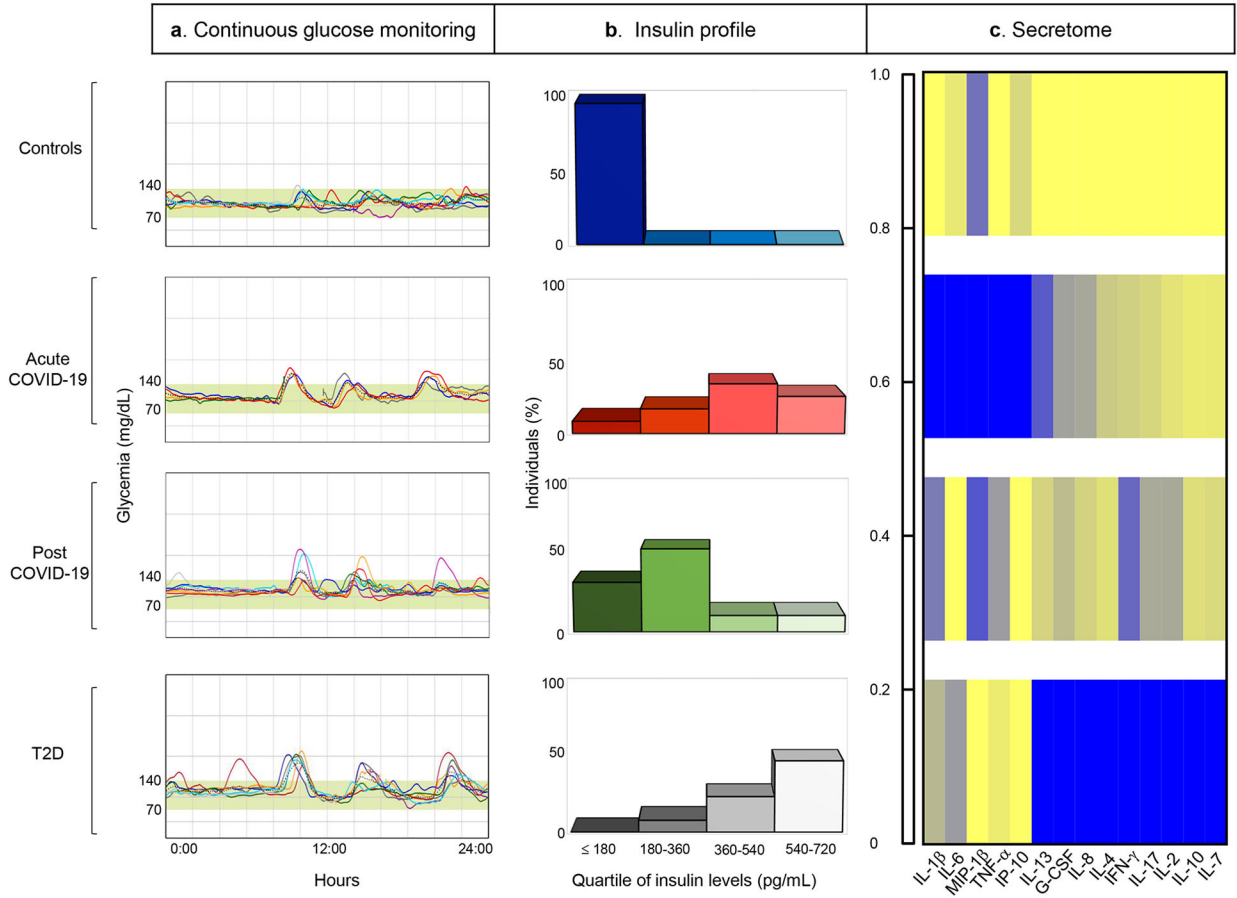 a. Continuous glucose monitoring
b. Insulin profile
c. Secretome
Controls
Acute
COVID-19
Post
COVID-19
T2D
Glycemia (mg/dL)
140
70
140
70
140
70
140
70
0:00
12:00
24:00
Hours
Individuals (%)
100
50
0
100
50
0
100
50
0
100
50
0
≤ 180
180-360
360-540
540-720
Quartile of insulin levels (pg/mL)
1.0
0.8
0.6
0.4
0.2
0
IL-1β
IL-6
MIP-1β
TNF-α
IP-10
IL-13
G-CSF
IL-8
IL-4
IFN-γ
IL-17
IL-2
IL-10
IL-7